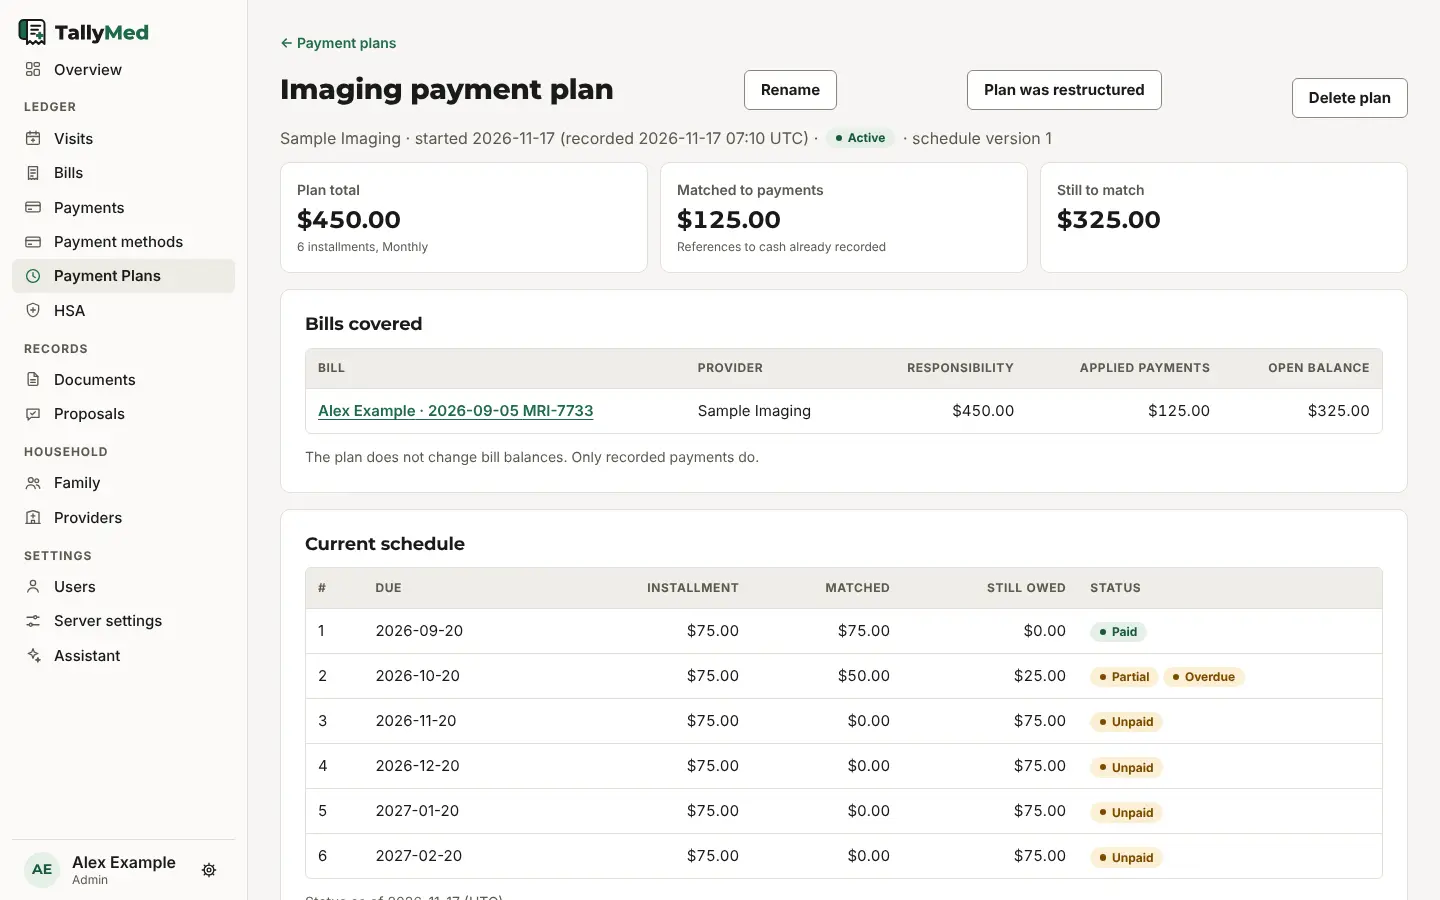 TallyMed
Overview
LEDGER
Visits
Bills
Payments
Payment methods
Payment Plans
HSA
RECORDS
Documents
Proposals
HOUSEHOLD
Family
Providers
SETTINGS
Users
Server settings
Assistant
AE
Alex Example
Admin
← Payment plans
Imaging payment plan
Rename
Plan was restructured
Delete plan
Sample Imaging · started 2026-11-17 (recorded 2026-11-17 07:10 UTC) · Active · schedule version 1
Plan total
$450.00
6 installments, Monthly
Matched to payments
$125.00
References to cash already recorded
Still to match
$325.00
Bills covered
BILL PROVIDER RESPONSIBILITY APPLIED PAYMENTS OPEN BALANCE
Alex Example · 2026-09-05 MRI-7733 Sample Imaging $450.00 $125.00 $325.00
The plan does not change bill balances. Only recorded payments do.
Current schedule
# DUE INSTALLMENT MATCHED STILL OWED STATUS
1 2026-09-20 $75.00 $75.00 $0.00 Paid
2 2026-10-20 $75.00 $50.00 $25.00 Partial Overdue
3 2026-11-20 $75.00 $0.00 $75.00 Unpaid
4 2026-12-20 $75.00 $0.00 $75.00 Unpaid
5 2027-01-20 $75.00 $0.00 $75.00 Unpaid
6 2027-02-20 $75.00 $0.00 $75.00 Unpaid
Status as of 2026-11-17 (UTC)